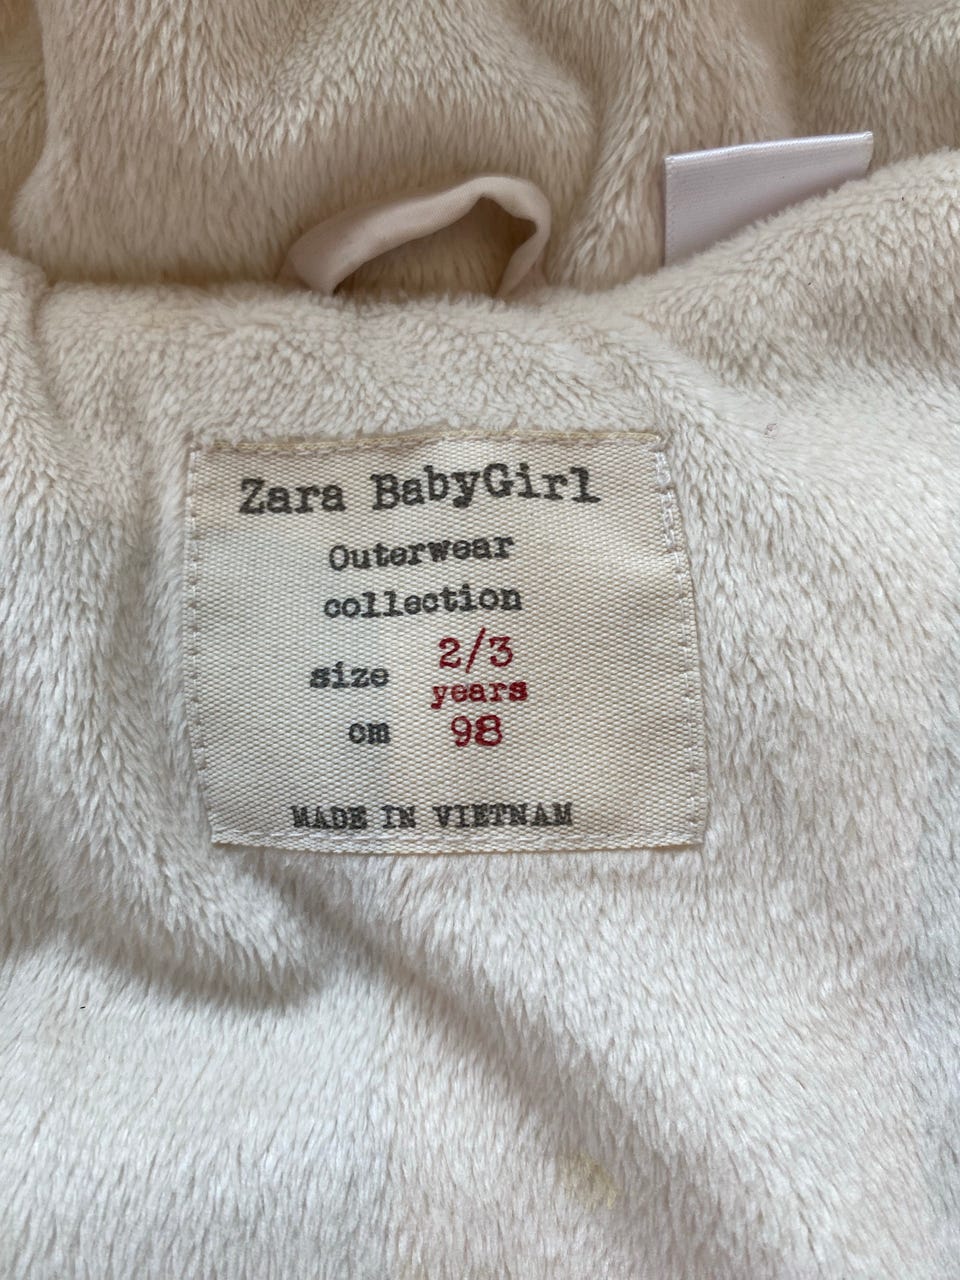 Zara BabyGirl
Outerwear
collection
size 2/3 years
cm 98
MADE IN VIETNAM